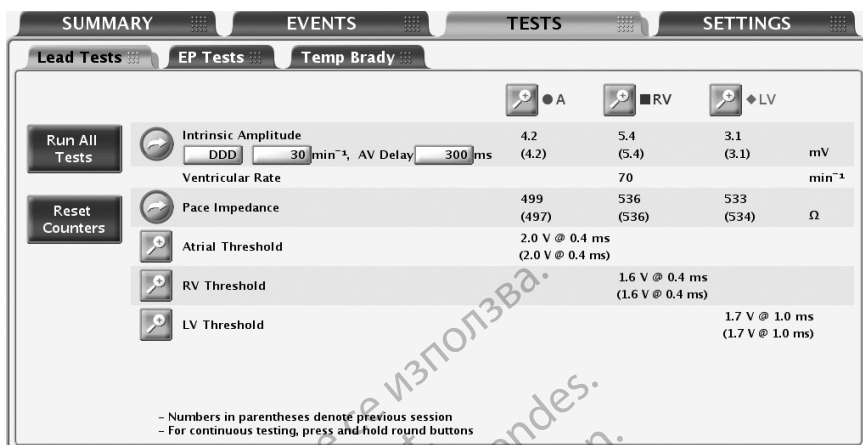 SUMMARY EVENTS TESTS SETTINGS
Lead Tests EP Tests Temp Brady
● A ■RV ◆LV
Run All Tests
Intrinsic Amplitude 4.2 5.4 3.1
DDD 30 min⁻¹, AV Delay 300 ms (4.2) (5.4) (3.1) mV
Ventricular Rate 70 min⁻¹
Reset Counters
Pace Impedance 499 536 533
(497) (536) (534) Ω
Atrial Threshold 2.0 V @ 0.4 ms
(2.0 V @ 0.4 ms)
RV Threshold 1.6 V @ 0.4 ms
(1.6 V @ 0.4 ms)
LV Threshold 1.7 V @ 1.0 ms
(1.7 V @ 1.0 ms)
– Numbers in parentheses denote previous session
– For continuous testing, press and hold round buttons
се използва.